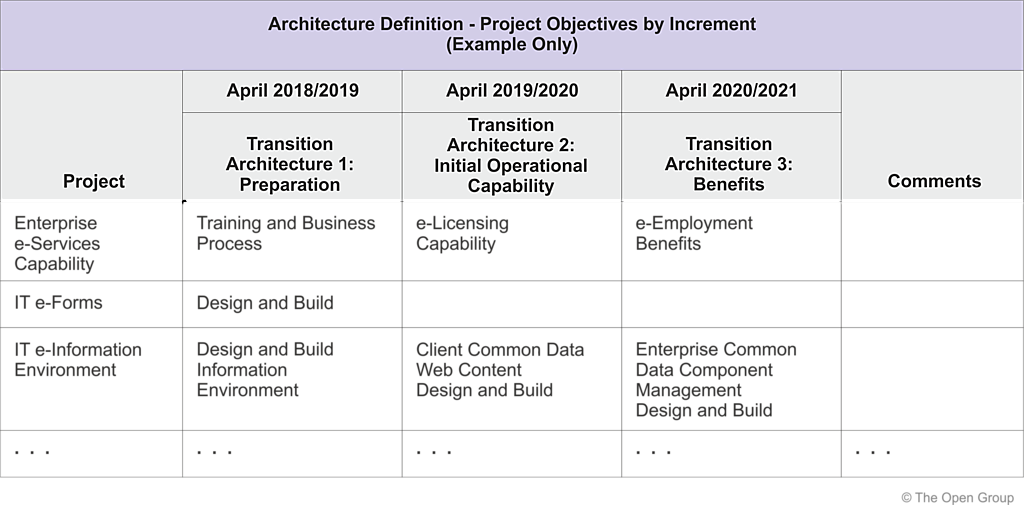 Architecture Definition - Project Objectives by Increment
(Example Only)
Project
April 2018/2019
April 2019/2020
April 2020/2021
Comments
Transition
Architecture 1:
Preparation
Transition
Architecture 2:
Initial Operational
Capability
Transition
Architecture 3:
Benefits
Enterprise
e-Services
Capability
Training and Business
Process
e-Licensing
Capability
e-Employment
Benefits
IT e-Forms
Design and Build
IT e-Information
Environment
Design and Build
Information
Environment
Client Common Data
Web Content
Design and Build
Enterprise Common
Data Component
Management
Design and Build
. . .
. . .
. . .
. . .
. . .
© The Open Group